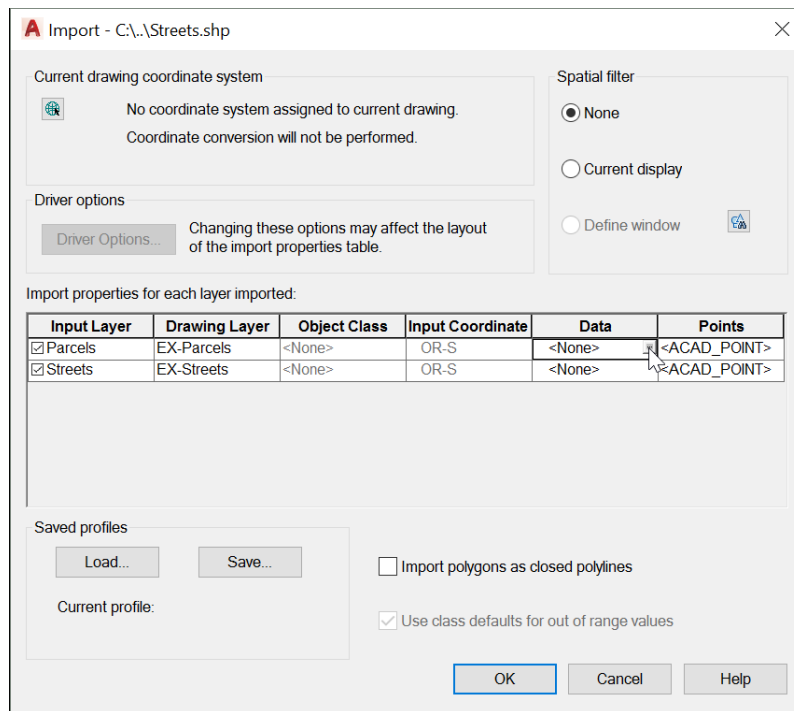 Import - C:\..\Streets.shp
Current drawing coordinate system
No coordinate system assigned to current drawing.
Coordinate conversion will not be performed.
Spatial filter
None
Current display
Define window
Driver options
Driver Options...
Changing these options may affect the layout
of the import properties table.
Import properties for each layer imported:
Input Layer Drawing Layer Object Class Input Coordinate Data Points
Parcels EX-Parcels <None> OR-S <None> <ACAD_POINT>
Streets EX-Streets <None> OR-S <None> <ACAD_POINT>
Saved profiles
Load... Save...
Current profile:
Import polygons as closed polylines
Use class defaults for out of range values
OK Cancel Help